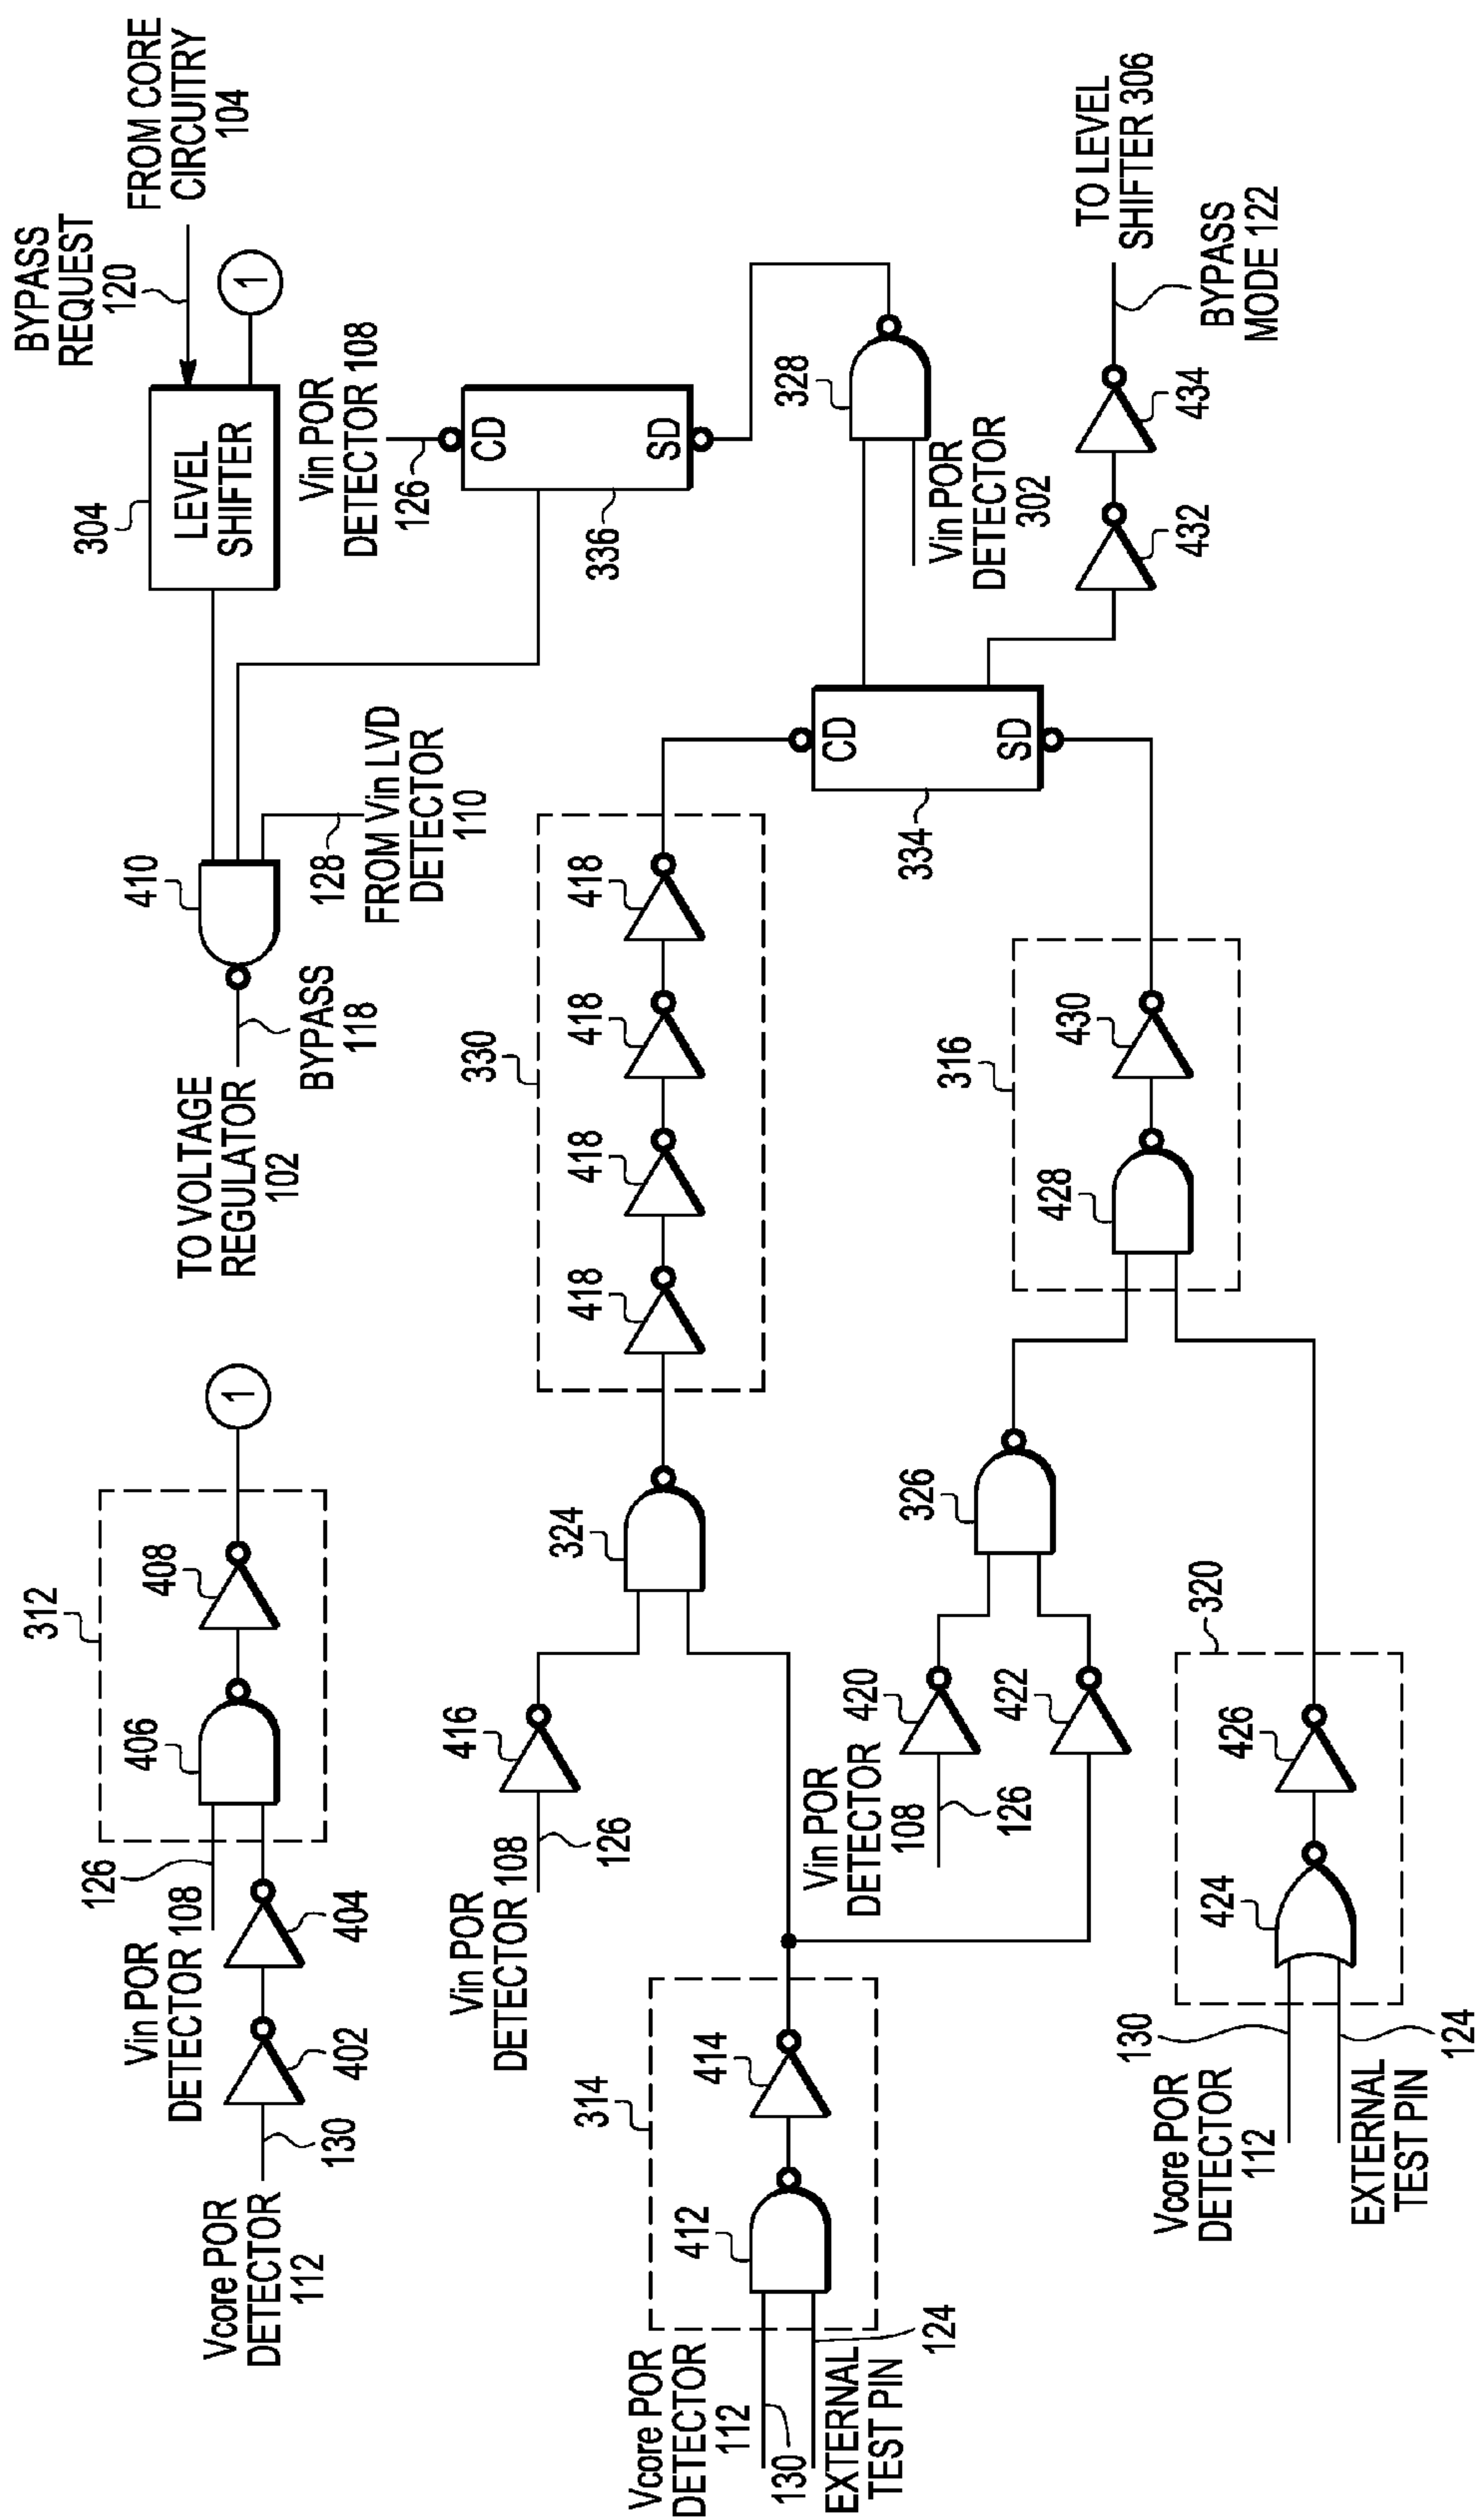 Vcore POR
DETECTOR
112
130
402
404
Vin POR
DETECTOR 108
126
312
406
408
1
TO VOLTAGE
REGULATOR
102
BYPASS
118
410
128
FROM Vin LVD
DETECTOR
110
304
LEVEL
SHIFTER
BYPASS
REQUEST
120
FROM CORE
CIRCUITRY
104
1
Vin POR
DETECTOR 108
126
CD
SD
336
Vin POR
DETECTOR 108
126
416
324
330
418
418
418
418
Vcore POR
DETECTOR
112
130
EXTERNAL
TEST PIN
124
314
412
414
CD
SD
334
328
Vin POR
DETECTOR
302
Vin POR
DETECTOR
108
126
420
422
326
316
428
430
432
434
TO LEVEL
SHIFTER 306
BYPASS
MODE 122
Vcore POR
DETECTOR
112
130
EXTERNAL
TEST PIN
124
320
424
426